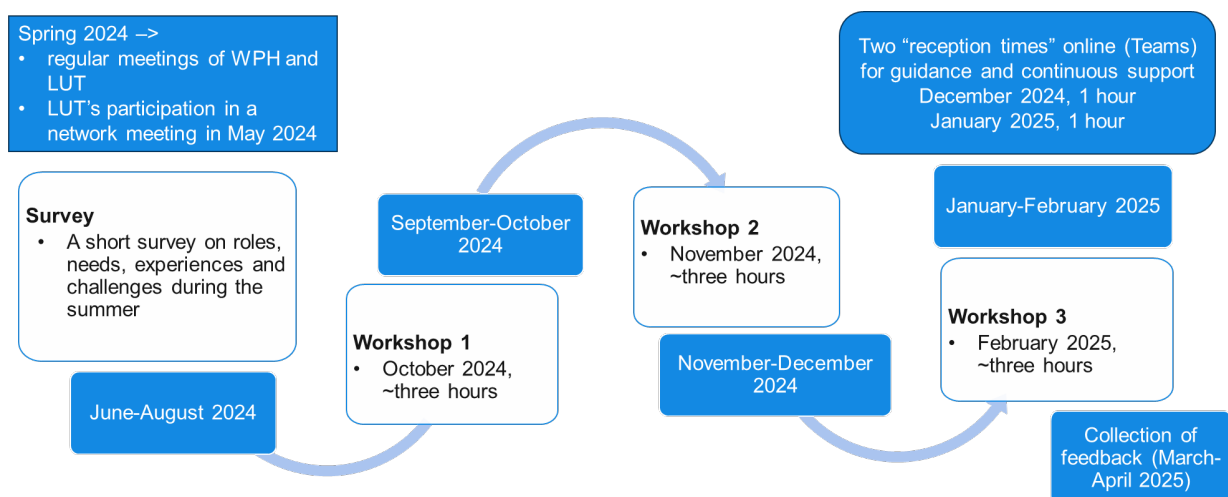 Spring 2024 –>
• regular meetings of WPH and
LUT
• LUT's participation in a
network meeting in May 2024
Survey
• A short survey on roles,
needs, experiences and
challenges during the
summer
June-August 2024
September-October
2024
Workshop 1
• October 2024,
~three hours
Workshop 2
• November 2024,
~three hours
November-December
2024
Two “reception times” online (Teams)
for guidance and continuous support
December 2024, 1 hour
January 2025, 1 hour
January-February 2025
Workshop 3
• February 2025,
~three hours
Collection of
feedback (March-
April 2025)